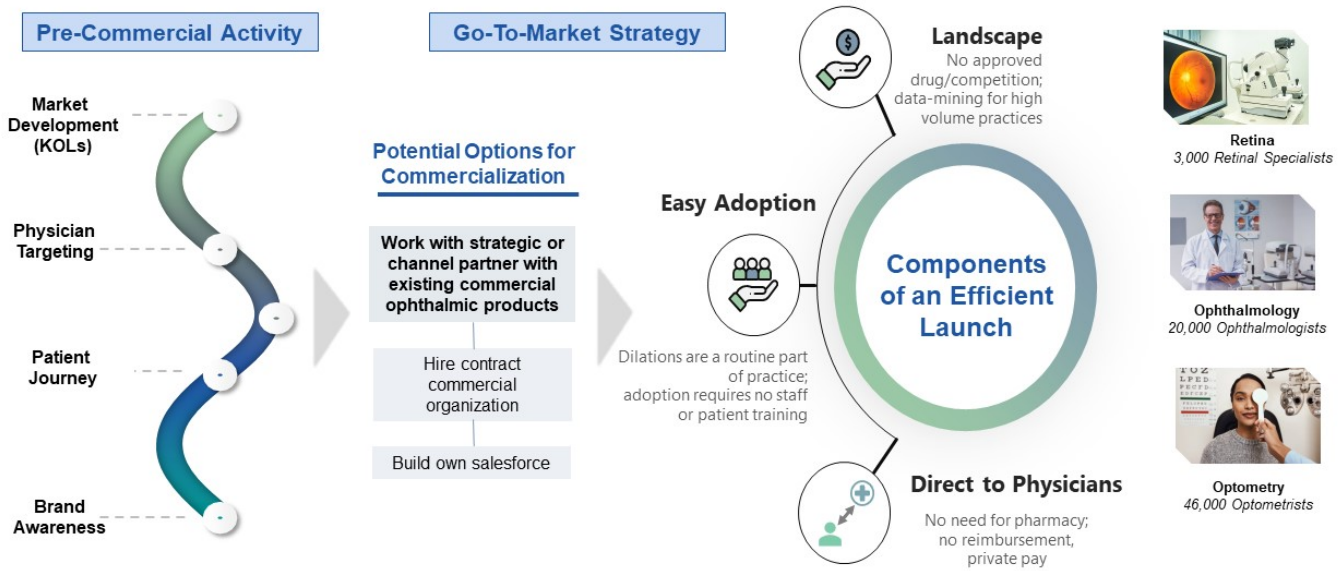 Pre-Commercial Activity
Market
Development
(KOLs)
Physician
Targeting
Patient
Journey
Brand
Awareness
Go-To-Market Strategy
Potential Options for
Commercialization
Work with strategic or
channel partner with
existing commercial
ophthalmic products
Hire contract
commercial
organization
Build own salesforce
Landscape
No approved
drug/competition;
data-mining for high
volume practices
Easy Adoption
Dilations are a routine part
of practice;
adoption requires no staff
or patient training
Components
of an Efficient
Launch
Direct to Physicians
No need for pharmacy;
no reimbursement,
private pay
Retina
3,000 Retinal Specialists
Ophthalmology
20,000 Ophthalmologists
Optometry
46,000 Optometrists